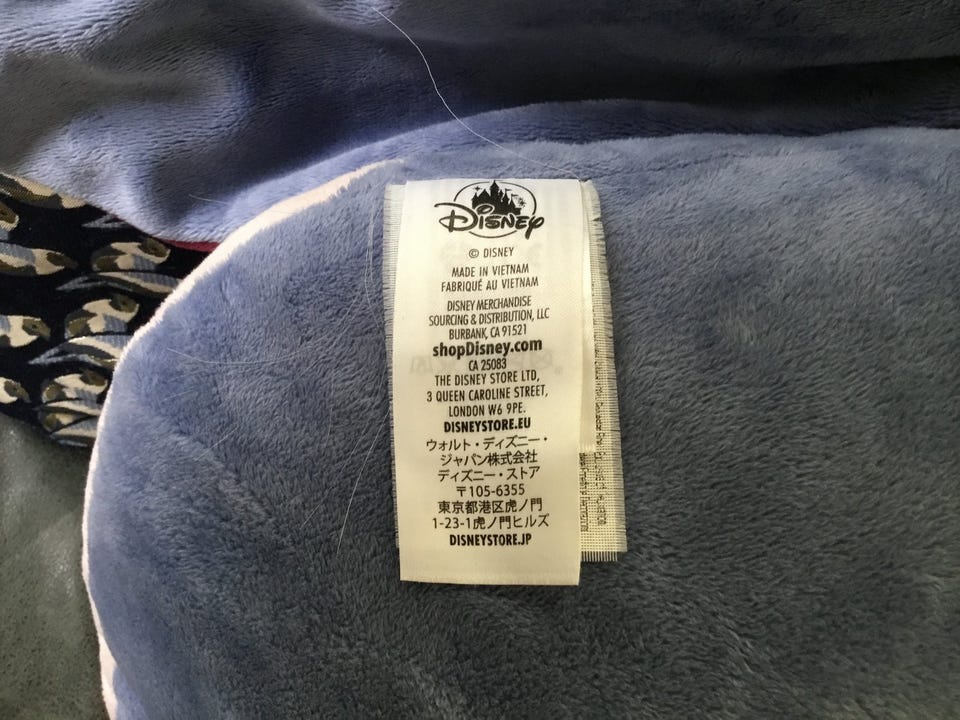 Disney
© DISNEY
MADE IN VIETNAM
FABRIQUÉ AU VIETNAM
DISNEY MERCHANDISE
SOURCING & DISTRIBUTION, LLC
BURBANK, CA 91521
shopDisney.com
CA 25083
THE DISNEY STORE LTD,
3 QUEEN CAROLINE STREET,
LONDON W6 9PE.
DISNEYSTORE.EU
ウォルト・ディズニー・
ジャパン株式会社
ディズニー・ストア
〒105-6355
東京都港区虎ノ門
1-23-1虎ノ門ヒルズ
DISNEYSTORE.JP